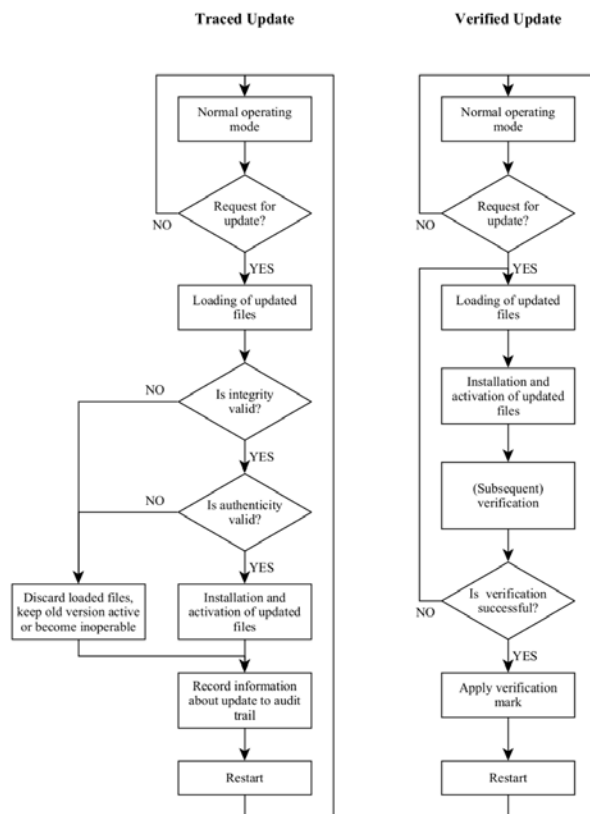 Traced Update
Normal operating
mode
Request for
update?
NO
YES
Loading of updated
files
NO
Is integrity
valid?
YES
NO
Is authenticity
valid?
YES
Discard loaded files,
keep old version active
or become inoperable
Installation and
activation of updated
files
Record information
about update to audit
trail
Restart
Verified Update
Normal operating
mode
Request for
update?
NO
YES
Loading of updated
files
Installation and
activation of updated
files
(Subsequent)
verification
Is verification
successful?
NO
YES
Apply verification
mark
Restart